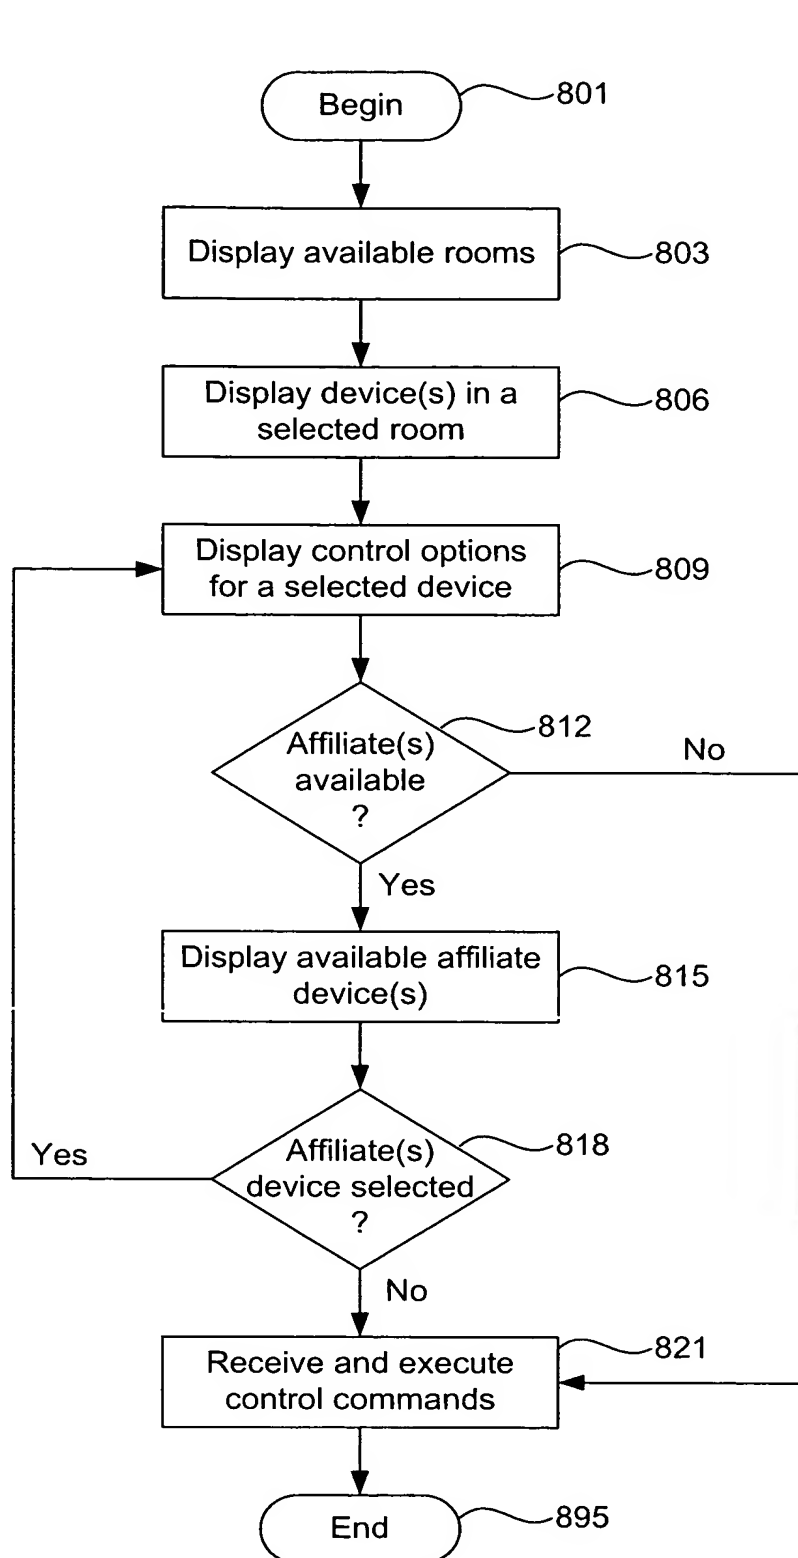 Begin
801
Display available rooms
803
Display device(s) in a
selected room
806
Display control options
for a selected device
809
Affiliate(s)
available
?
812
No
Yes
Display available affiliate
device(s)
815
Affiliate(s)
device selected
?
818
Yes
No
Receive and execute
control commands
821
End
895